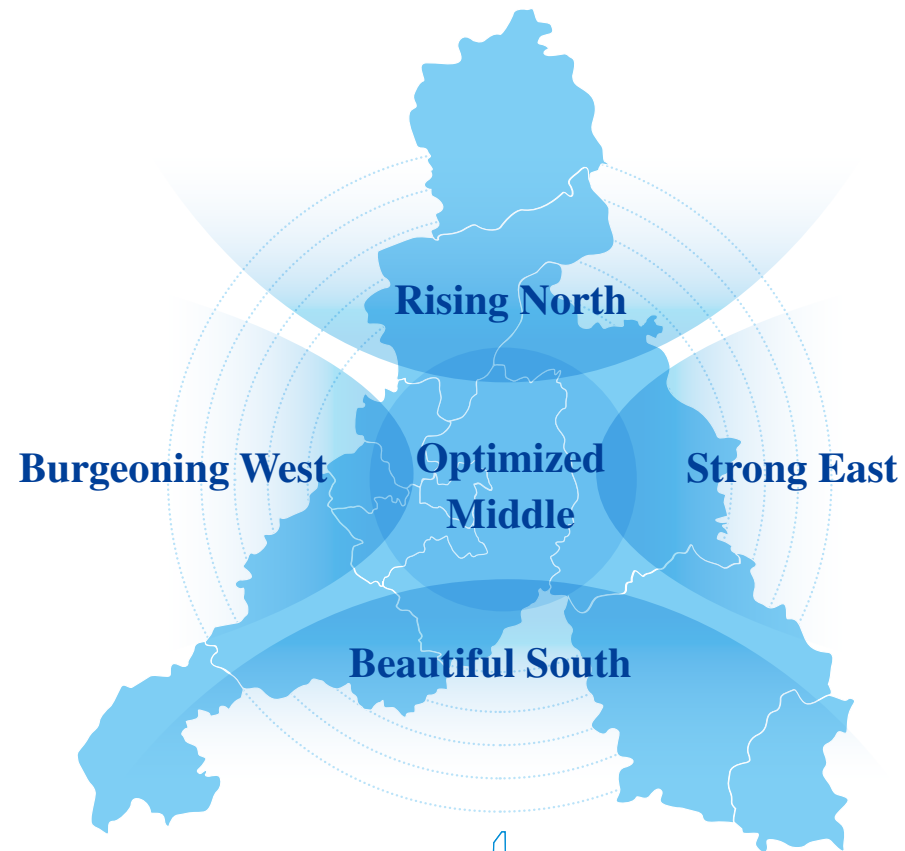 Rising North
Burgeoning West
Optimized
Middle
Strong East
Beautiful South